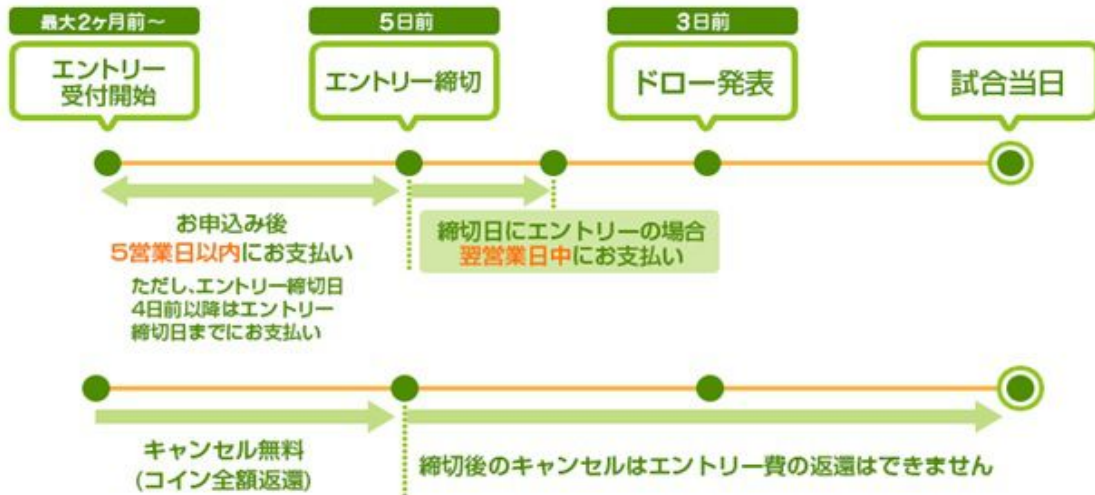 最大2ヶ月前～
5日前
3日前
エントリー
受付開始
エントリー締切
ドロー発表
試合当日
お申込み後
5営業日以内にお支払い
ただし、エントリー締切日
4日前以降はエントリー
締切日までにお支払い
締切日にエントリーの場合
翌営業日中にお支払い
キャンセル無料
(コイン全額返還)
締切後のキャンセルはエントリー費の返還はできません